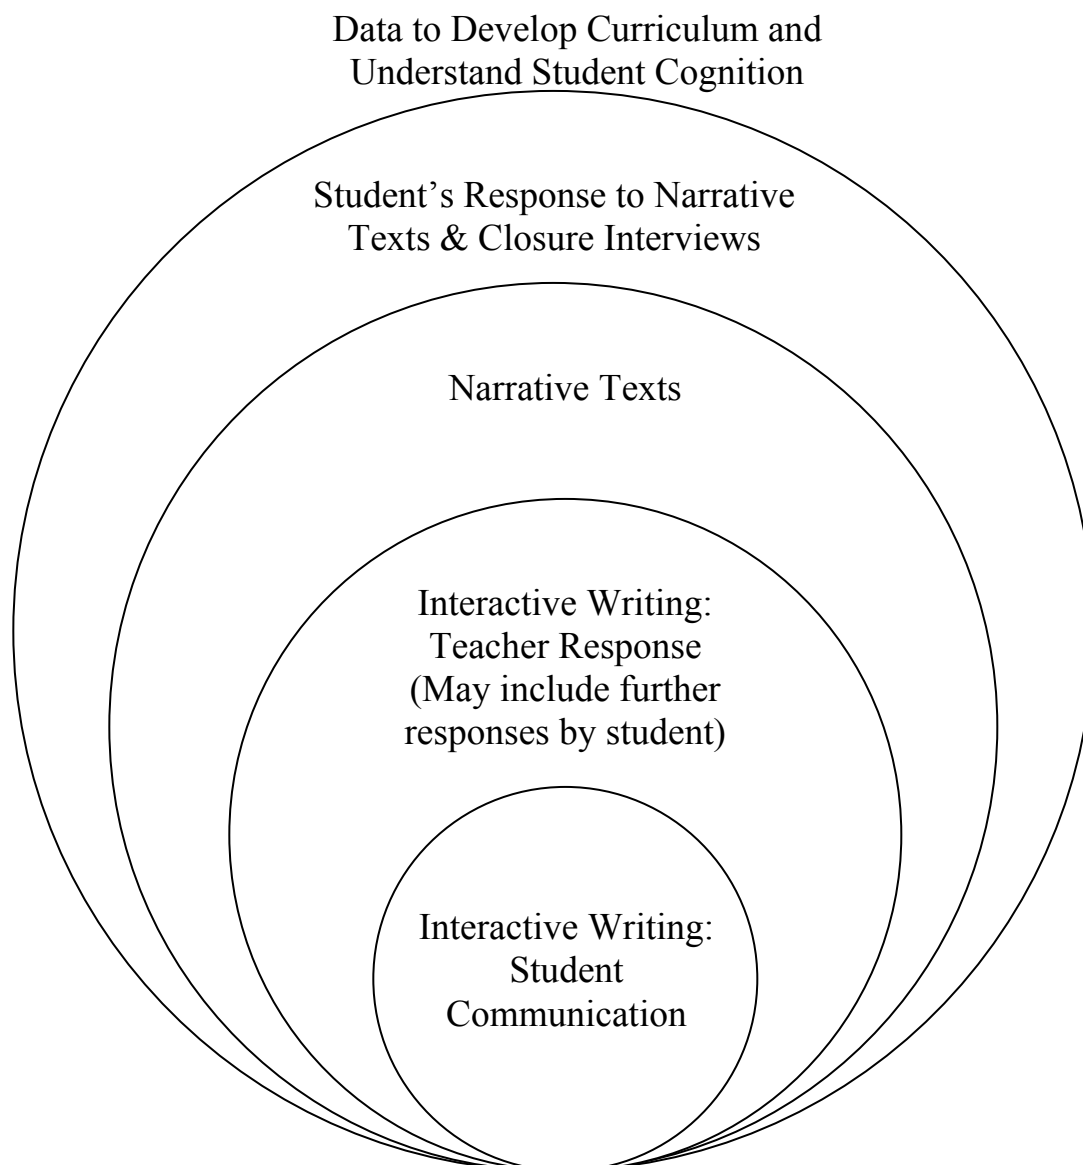 Data to Develop Curriculum and
Understand Student Cognition
Student’s Response to Narrative
Texts & Closure Interviews
Narrative Texts
Interactive Writing:
Teacher Response
(May include further
responses by student)
Interactive Writing:
Student
Communication